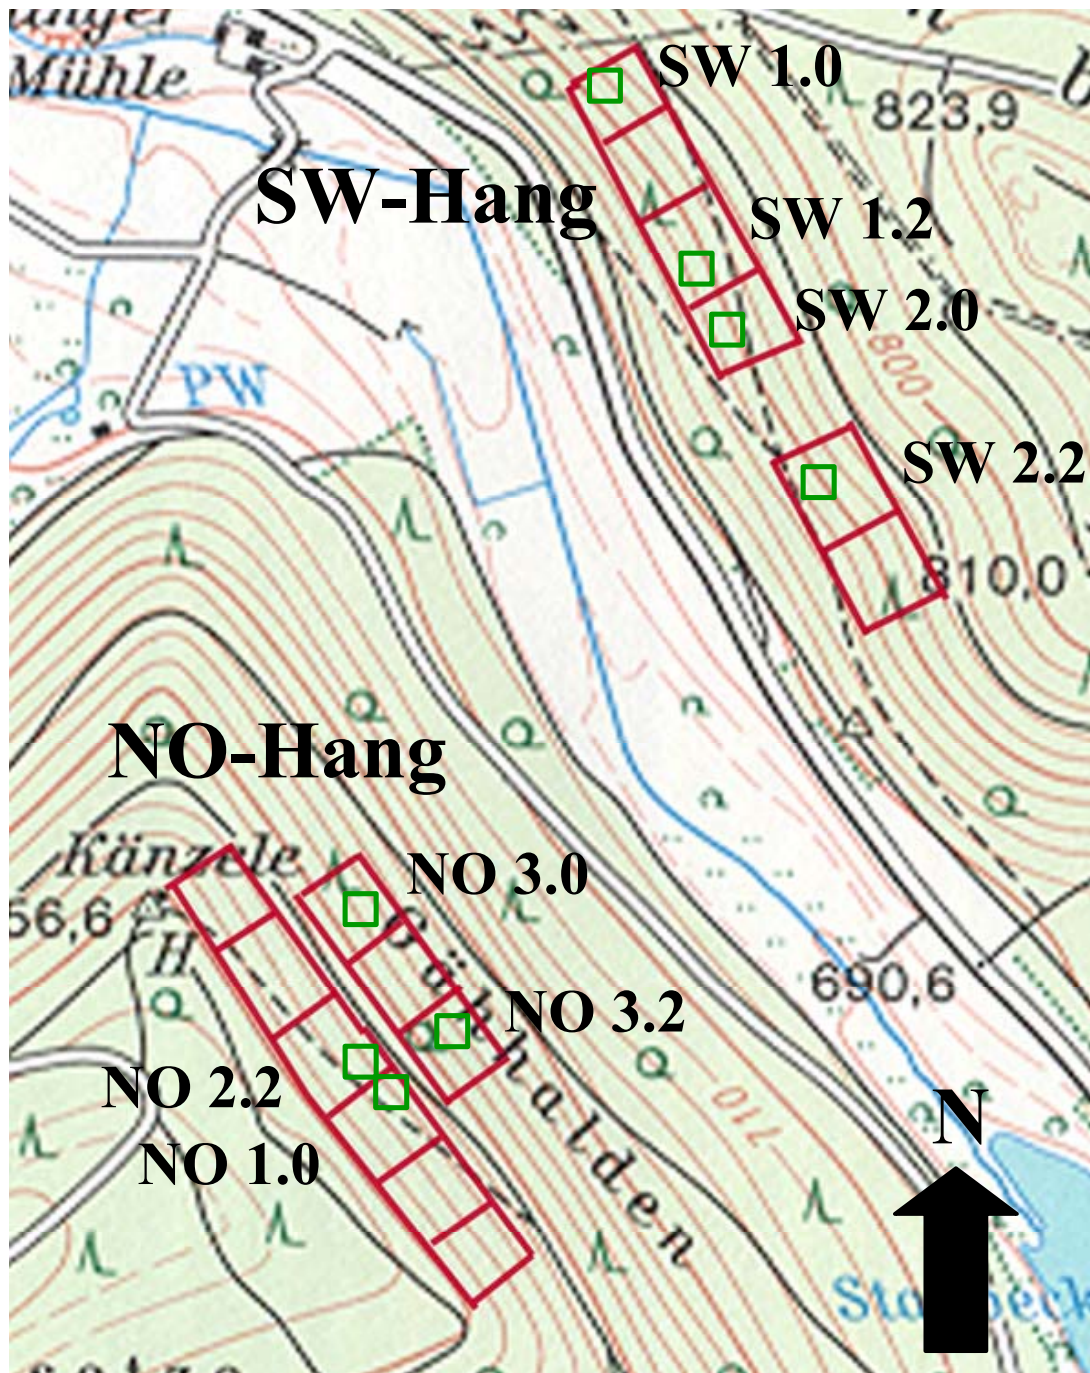 Mühle
SW 1.0
823,9
SW-Hang
SW 1.2
SW 2.0
800
PW
SW 2.2
810,0
NO-Hang
Känzele
NO 3.0
56,6
H
690,6
NO 3.2
NO 2.2
NO 1.0
710
N